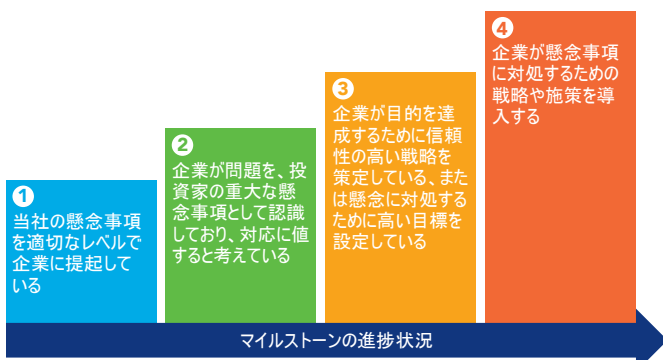 1
当社の懸念事項
を適切なレベルで
企業に提起して
いる
2
企業が問題を、投
資家の重大な懸
念事項として認識
しており、対応に値
すると考えている
3
企業が目的を達
成するために信頼
性の高い戦略を
策定している、また
は懸念に対処する
ために高い目標を
設定している
4
企業が懸念事項
に対処するための
戦略や施策を導
入する
マイルストーンの進捗状況